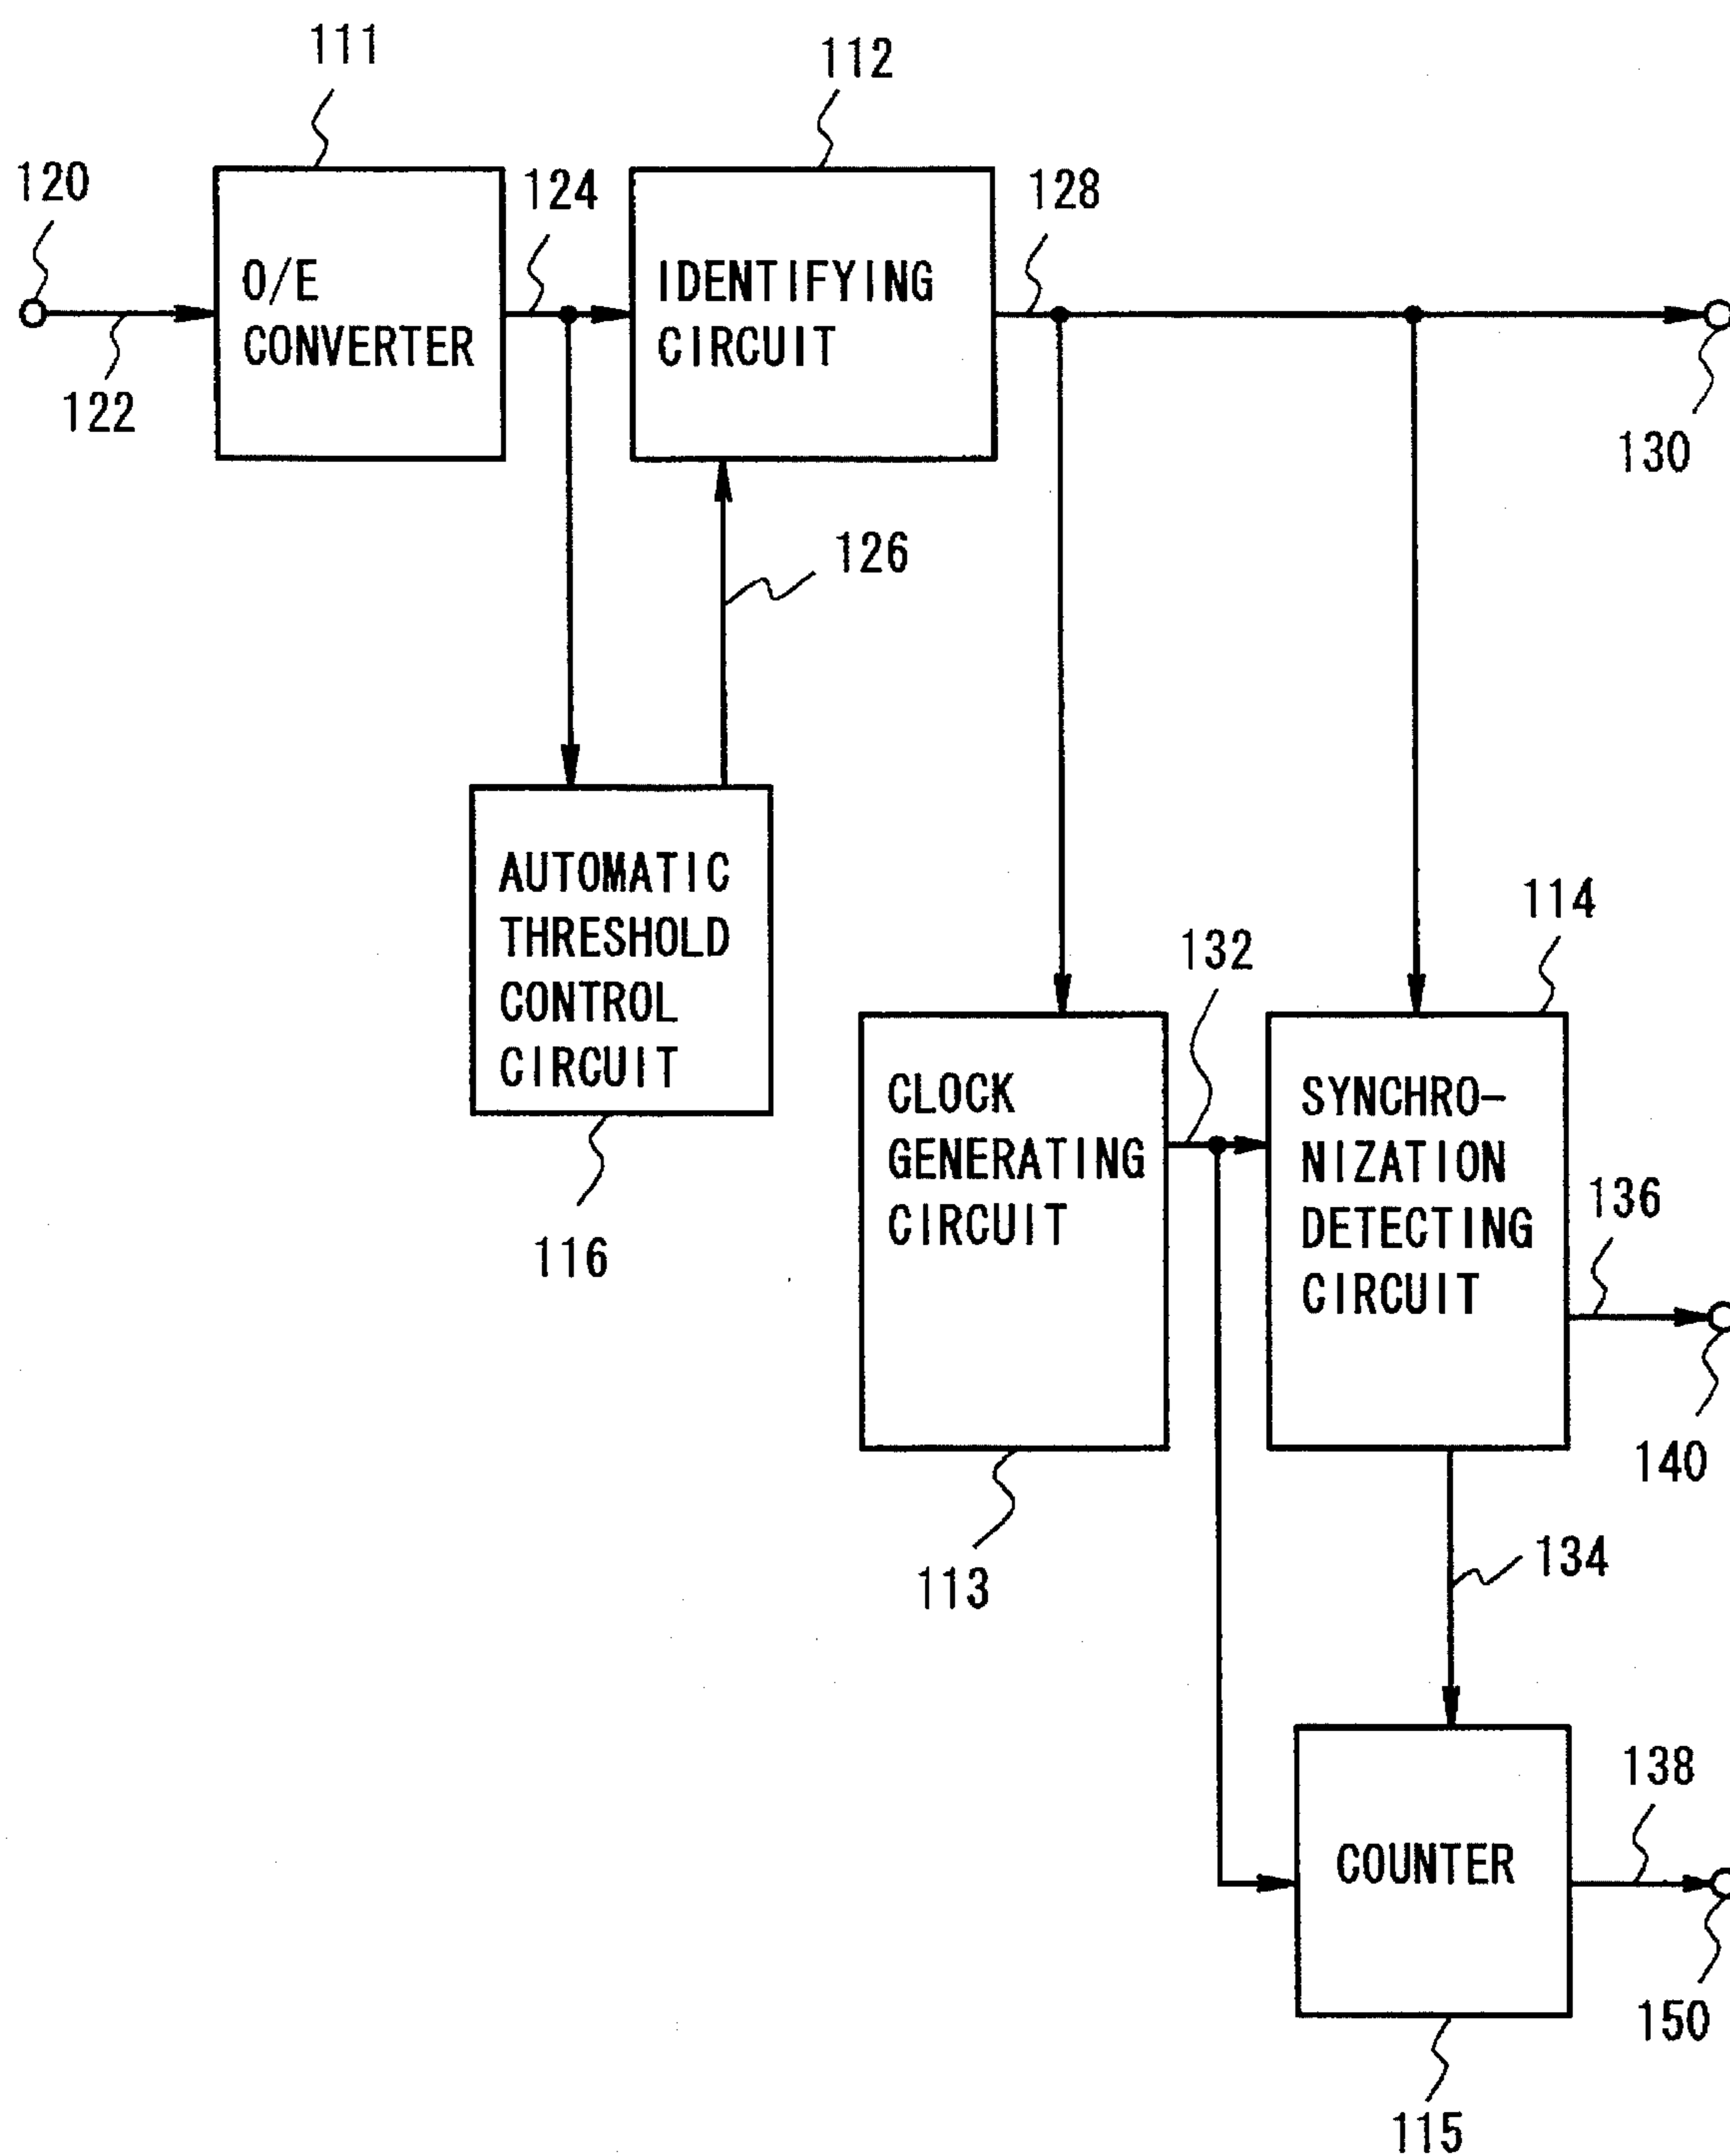 111
112
120
124
128
O/E
CONVERTER
IDENTIFYING
CIRCUIT
122
130
126
AUTOMATIC
THRESHOLD
CONTROL
CIRCUIT
114
132
CLOCK
GENERATING
CIRCUIT
SYNCHRO-
NIZATION
DETECTING
CIRCUIT
136
116
140
134
113
138
COUNTER
150
115